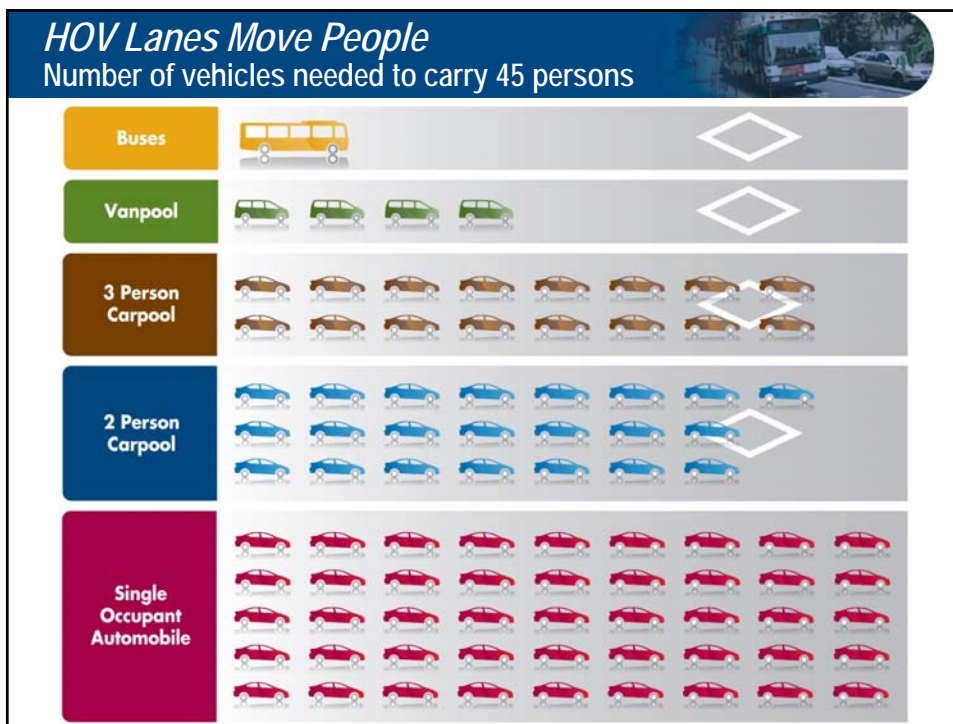 HOV Lanes Move People
Number of vehicles needed to carry 45 persons
Buses
Vanpool
3 Person
Carpool
2 Person
Carpool
Single
Occupant
Automobile